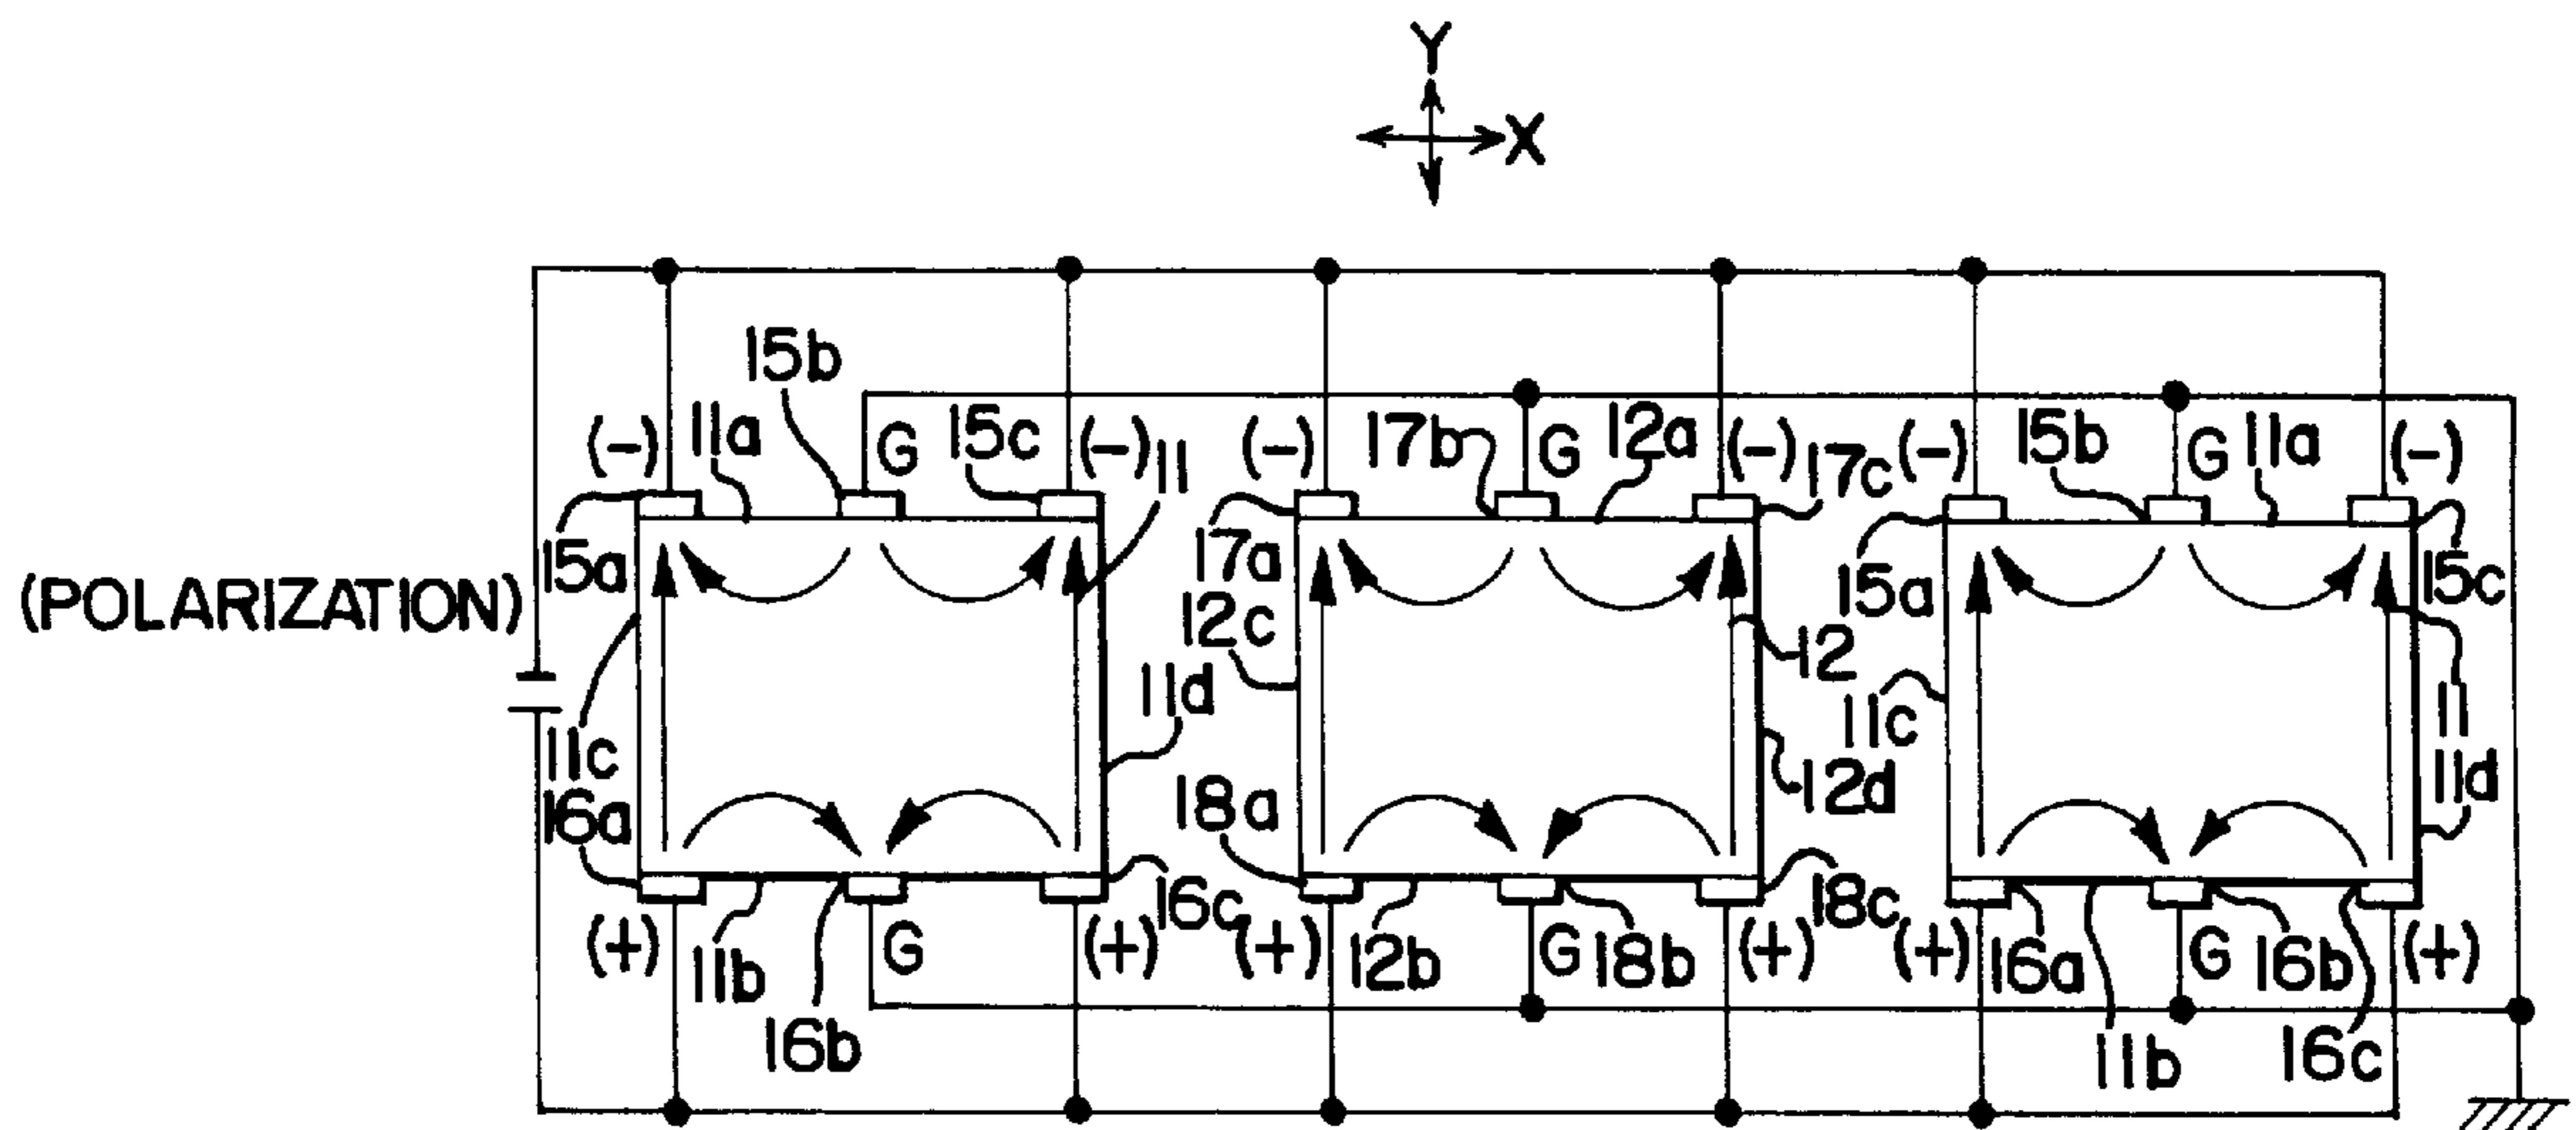 Y
X
15b
(-) 11a G 15c (-) 11 (-) 17b G 12a (-) 17c (-) 15b G 11a (-)
15a 17a 15a 15c
(POLARIZATION) 12c 12
11c 11d 11c 11
16a 18a 12d 11d
(+) 11b G (+) 16c (+) 12b G 18b (+) 18c (+) 16a G 16b (+)
16b 11b 16c